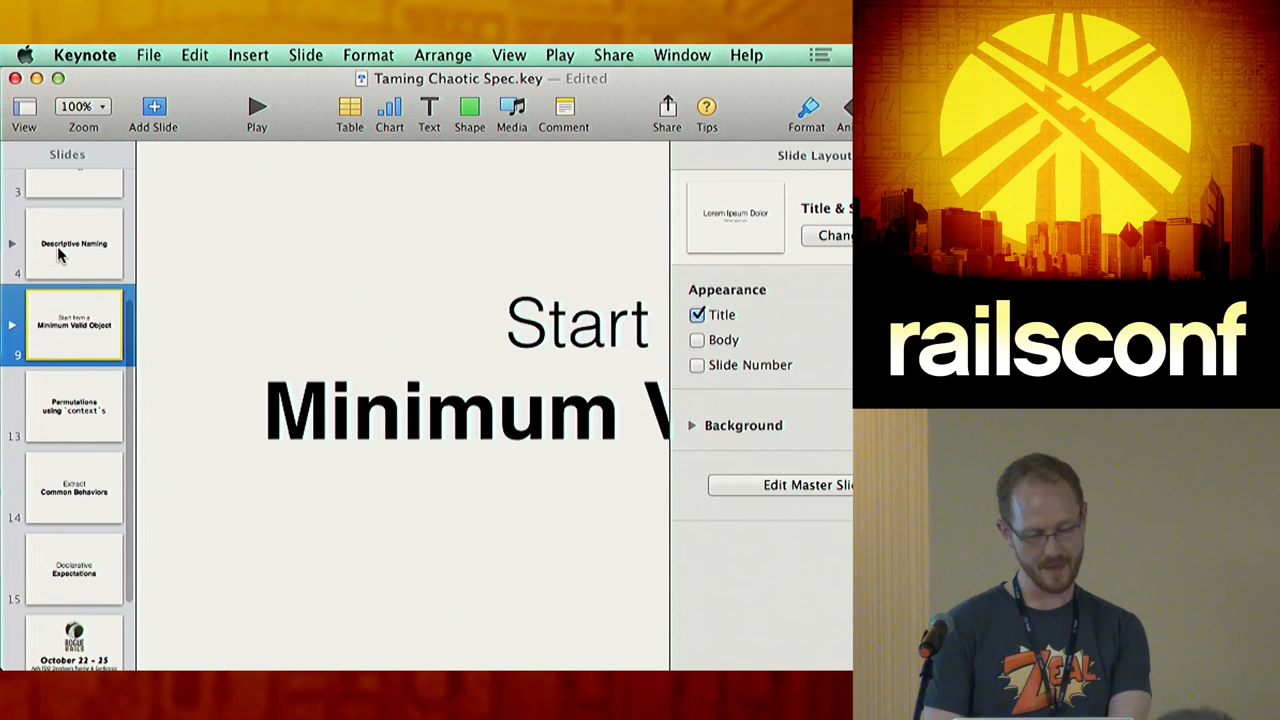 Keynote File Edit Insert Slide Format Arrange View Play Share Window Help
Taming Chaotic Spec.key — Edited
100%
View Zoom Add Slide Play Table Chart Text Shape Media Comment Share Tips Format
Slides
3
Descriptive Naming
4
Start from a
Minimum Valid Object
9
Permutations
using `context`s
13
Extract
Common Behaviors
14
Declarative
Expectations
15
ROGUE
RAILS
October 22 - 25
Start
Minimum V
Slide Layout
Lorem Ipsum Dolor
Title & S
Chang
Appearance
Title
Body
Slide Number
Background
Edit Master Slid
railsconf
ZEAL